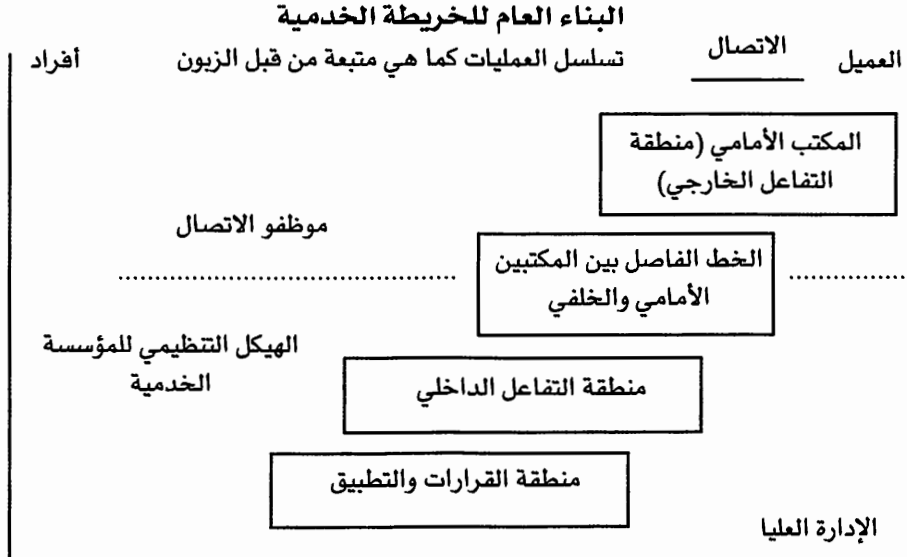 البناء العام للخريطة الخدمية
العميل
الاتصال
تسلسل العمليات كما هي متبعة من قبل الزبون
أفراد
المكتب الأمامي (منطقة
التفاعل الخارجي)
موظفو الاتصال
الخط الفاصل بين المكتبين
الأمامي والخلفي
الهيكل التنظيمي للمؤسسة
الخدمية
منطقة التفاعل الداخلي
منطقة القرارات والتطبيق
الإدارة العليا